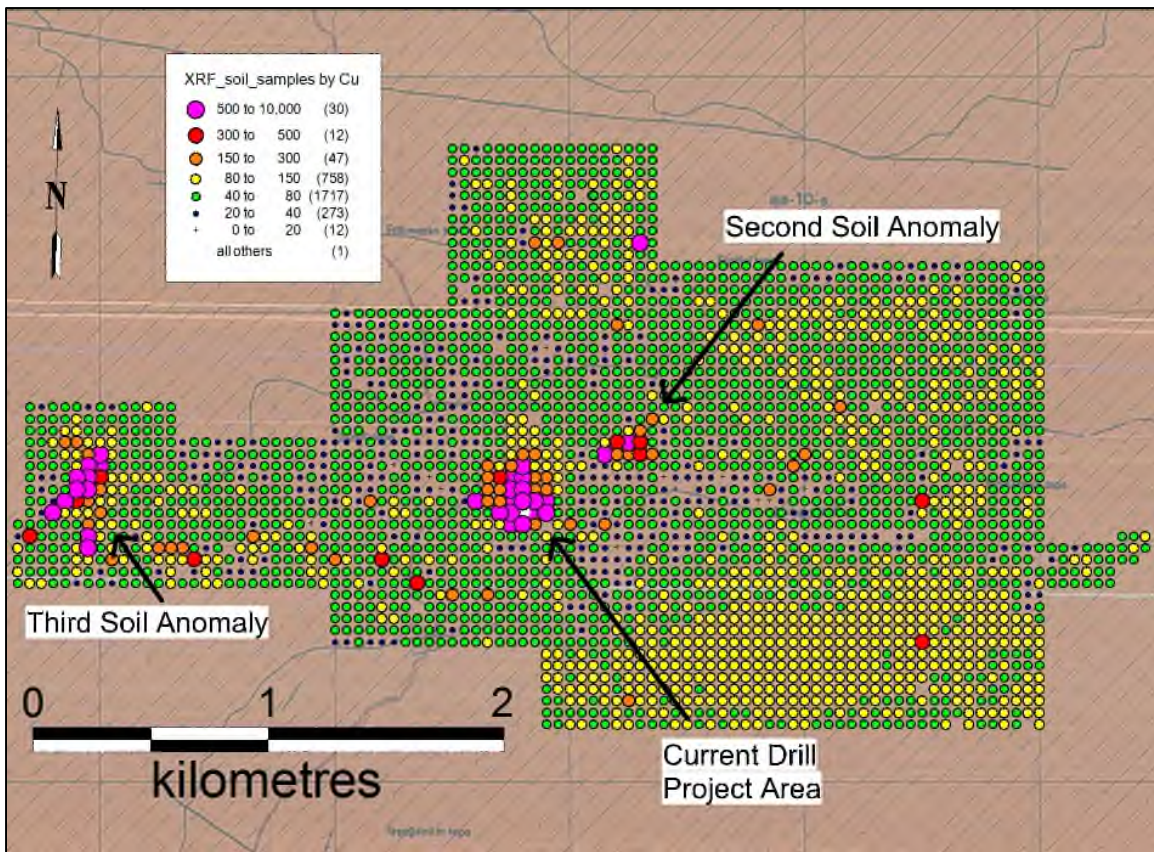 XRF_soil_samples by Cu
500 to 10,000 (30)
300 to 500 (12)
150 to 300 (47)
80 to 150 (758)
40 to 80 (1717)
20 to 40 (273)
0 to 20 (12)
all others (1)
N
Second Soil Anomaly
Third Soil Anomaly
0 1 2
kilometres
Current Drill
Project Area